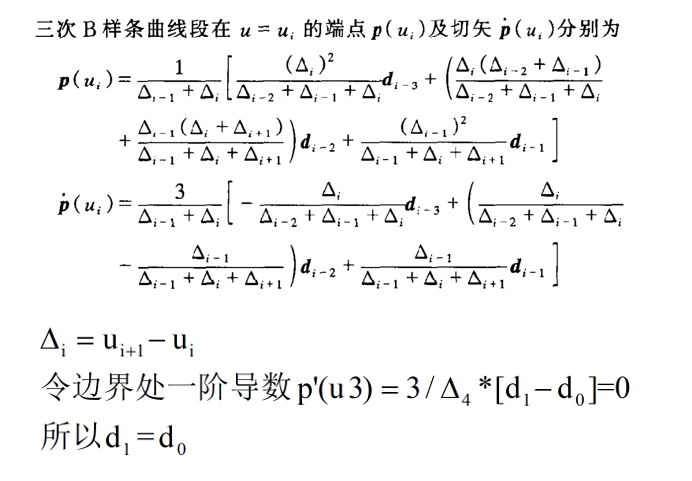 三次 B 样条曲线段在 u = u_i 的端点 p(u_i)及切矢 ṗ(u_i)分别为
p(u_i) = 1/(Δ_{i-1} + Δ_i) [ (Δ_i)^2/(Δ_{i-2} + Δ_{i-1} + Δ_i) d_{i-3} + ( Δ_i(Δ_{i-2} + Δ_{i-1})/(Δ_{i-2} + Δ_{i-1} + Δ_i)
+ Δ_{i-1}(Δ_i + Δ_{i+1})/(Δ_{i-1} + Δ_i + Δ_{i+1}) ) d_{i-2} + (Δ_{i-1})^2/(Δ_{i-1} + Δ_i + Δ_{i+1}) d_{i-1} ]
ṗ(u_i) = 3/(Δ_{i-1} + Δ_i) [ - Δ_i/(Δ_{i-2} + Δ_{i-1} + Δ_i) d_{i-3} + ( Δ_i/(Δ_{i-2} + Δ_{i-1} + Δ_i)
- Δ_{i-1}/(Δ_{i-1} + Δ_i + Δ_{i+1}) ) d_{i-2} + Δ_{i-1}/(Δ_{i-1} + Δ_i + Δ_{i+1}) d_{i-1} ]
Δ_i = u_{i+1} − u_i
令边界处一阶导数p'(u3) = 3/Δ_4 *[d_1 − d_0]=0
所以d_1 = d_0